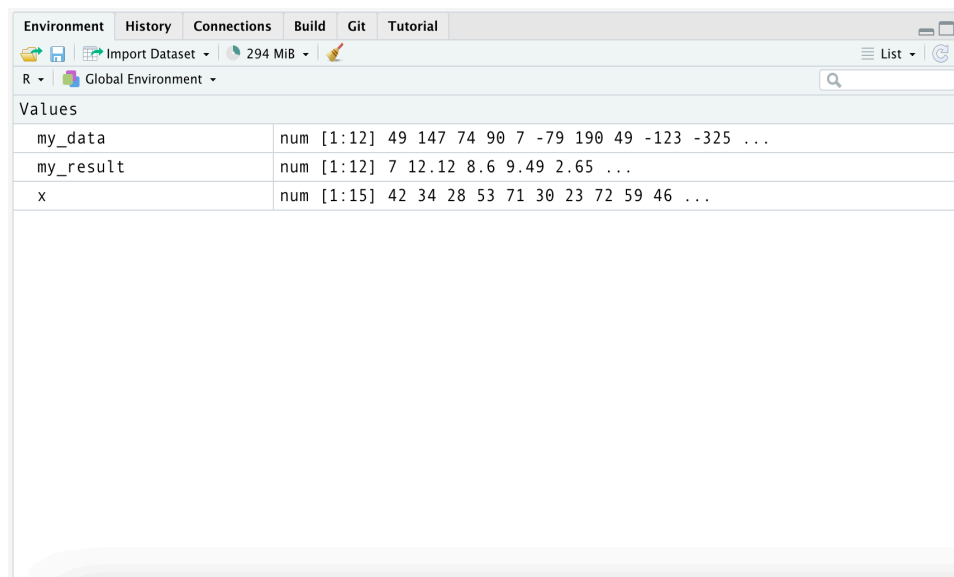 Environment History Connections Build Git Tutorial
Import Dataset 294 MiB List
R Global Environment
Values
my_data num [1:12] 49 147 74 90 7 -79 190 49 -123 -325 ...
my_result num [1:12] 7 12.12 8.6 9.49 2.65 ...
x num [1:15] 42 34 28 53 71 30 23 72 59 46 ...